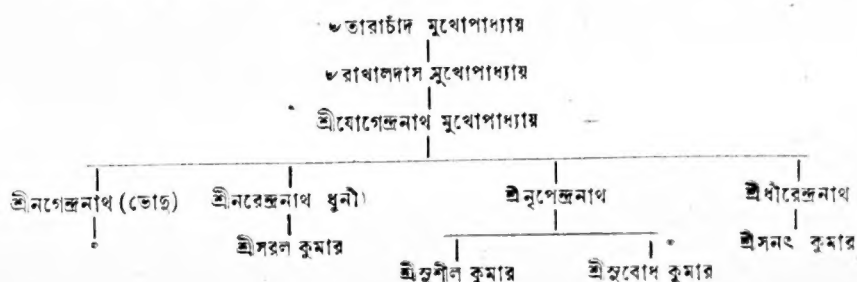 ৺তারাচাঁদ মুখোপাধ্যায়
৺রাখালদাস মুখোপাধ্যায়
শ্রীযোগেন্দ্রনাথ মুখোপাধ্যায়
শ্রীনগেন্দ্রনাথ (ভোদু) শ্রীনরেন্দ্রনাথ ধুনী) শ্রীনৃপেন্দ্রনাথ শ্রীধীরেন্দ্রনাথ
শ্রীসরল কুমার শ্রীসনৎ কুমার
শ্রীসুশীল কুমার শ্রীসুবোধ কুমার